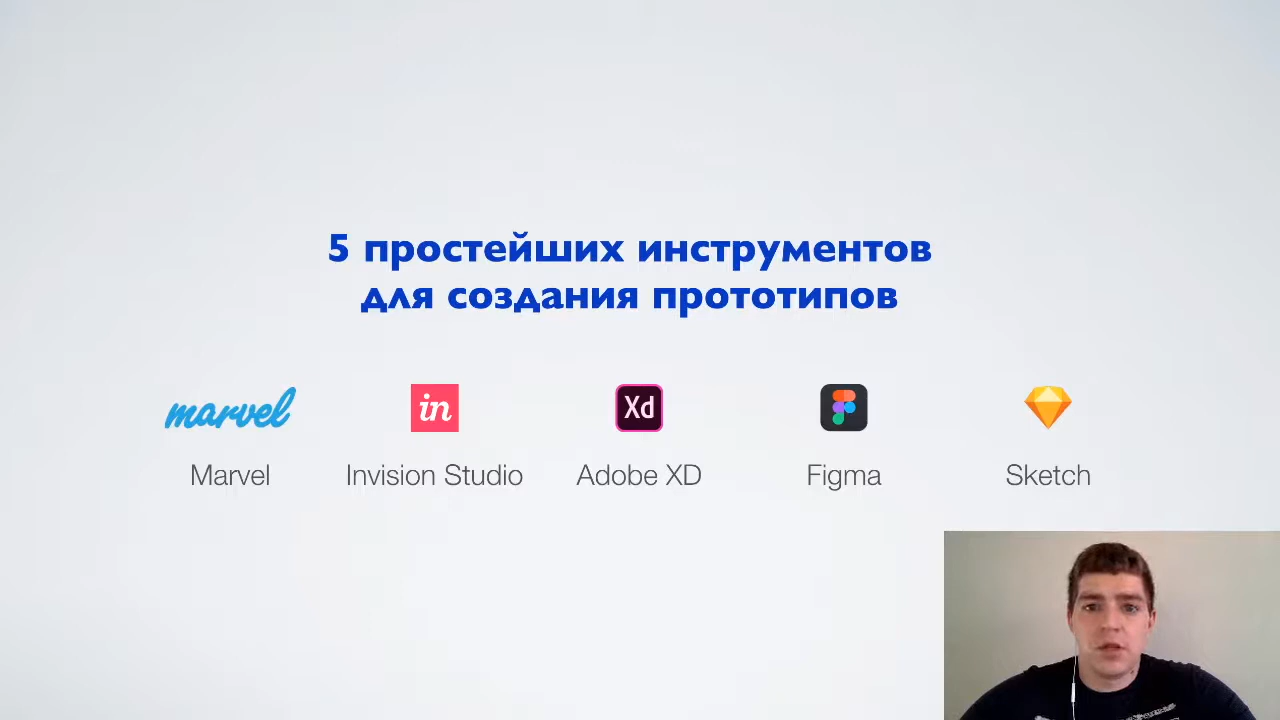 5 простейших инструментов
для создания прототипов
marvel
in
Xd
Marvel
Invision Studio
Adobe XD
Figma
Sketch